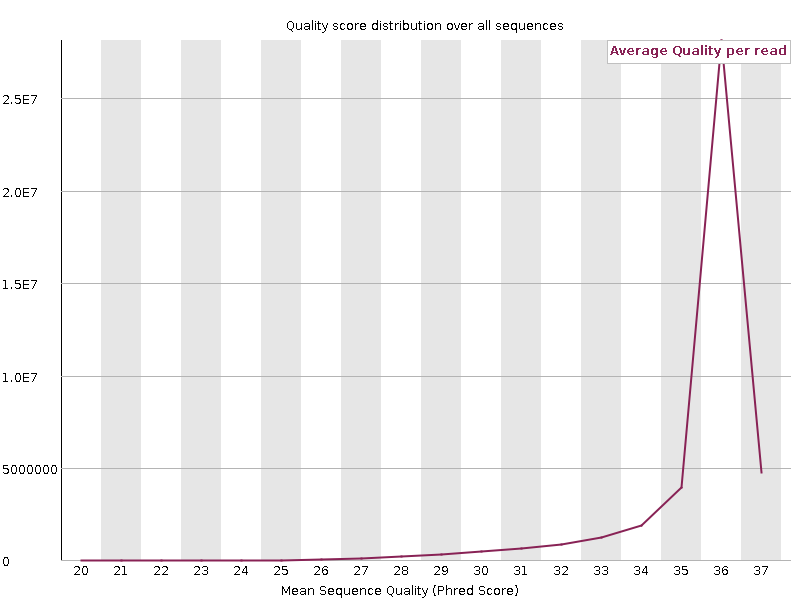 Quality score distribution over all sequences
Average Quality per read
2.5E7
2.0E7
1.5E7
1.0E7
5000000
0
20 21 22 23 24 25 26 27 28 29 30 31 32 33 34 35 36 37
Mean Sequence Quality (Phred Score)